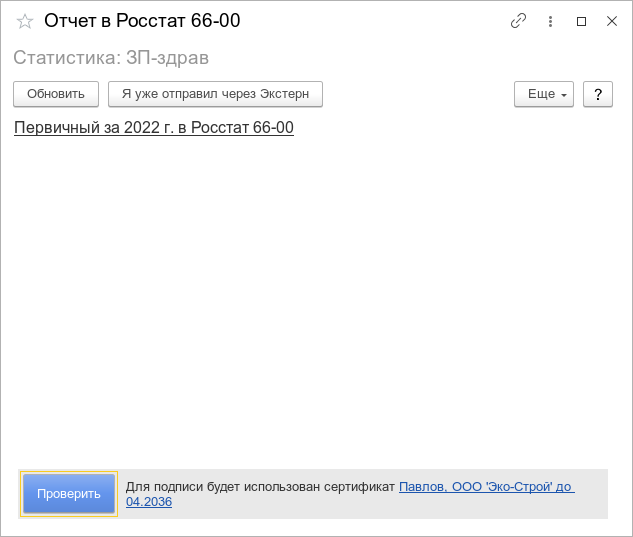 Отчет в Росстат 66-00
Статистика: ЗП-здрав
Обновить Я уже отправил через Экстерн Еще ?
Первичный за 2022 г. в Росстат 66-00
Проверить
Для подписи будет использован сертификат Павлов, ООО 'Эко-Строй' до
04.2036